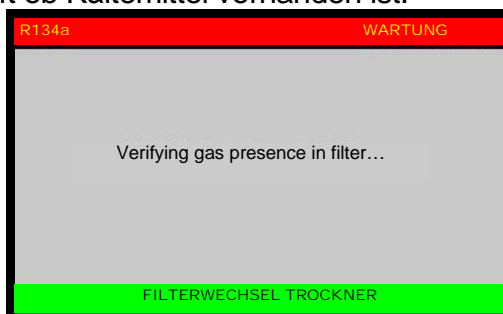 ob Kältemittel vorhanden ist.
R134a WARTUNG
Verifying gas presence in filter…
FILTERWECHSEL TROCKNER